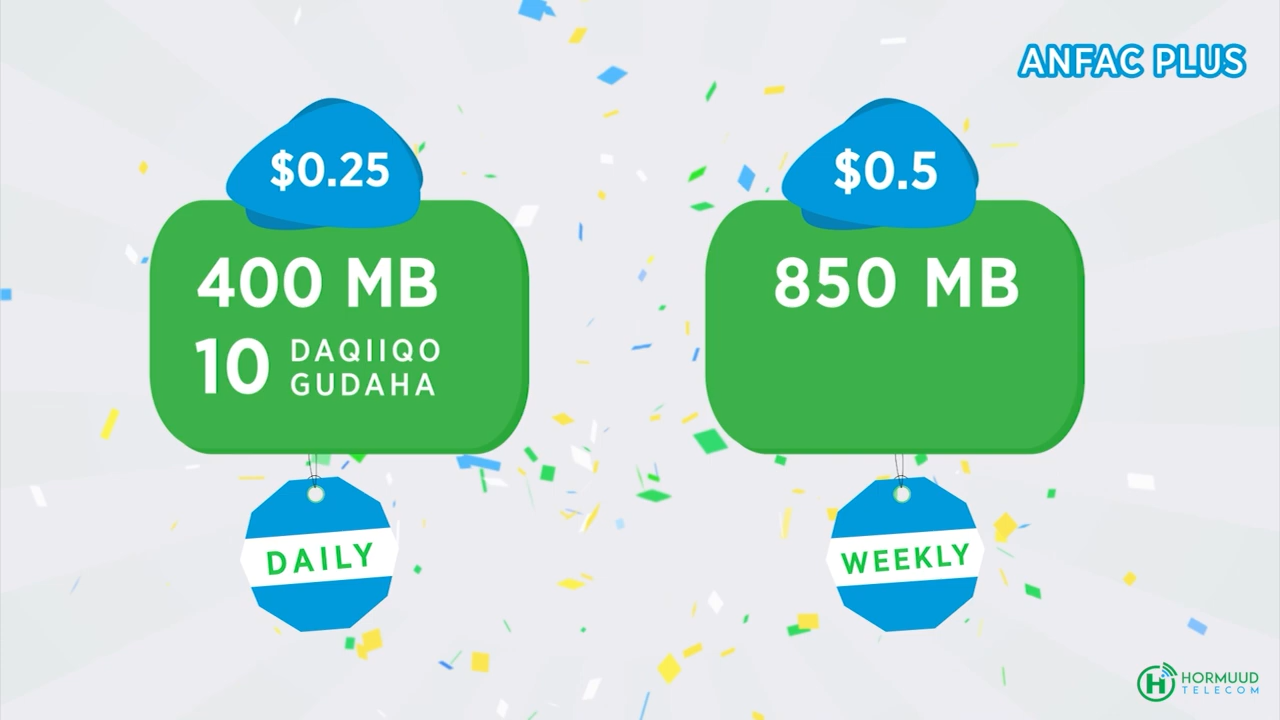 ANFAC PLUS
$0.25
400 MB
10 DAQIIQO
GUDAHA
DAILY
$0.5
850 MB
WEEKLY
HORMUUD
TELECOM